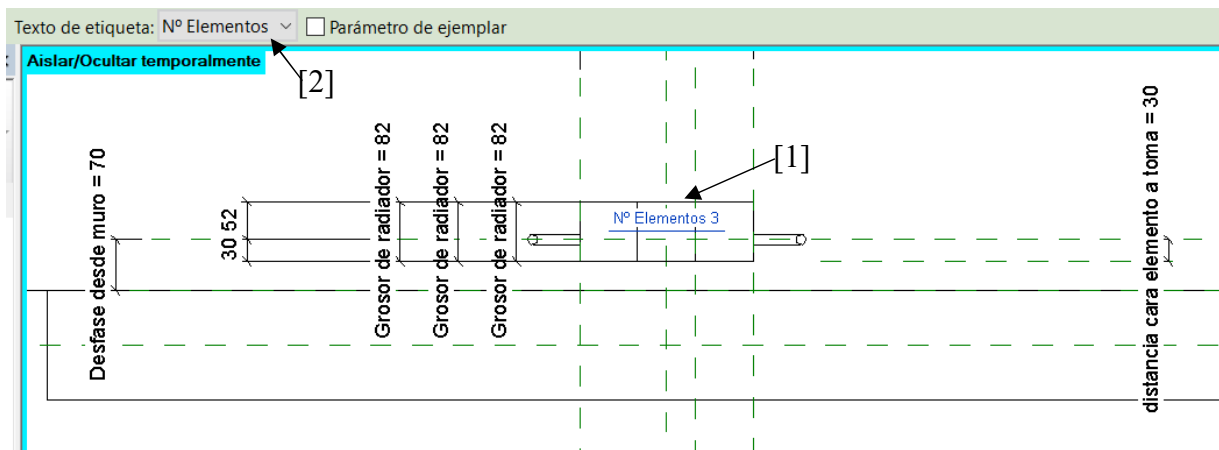 Texto de etiqueta: Nº Elementos Parámetro de ejemplar
Aislar/Ocultar temporalmente
[2]
[1]
Desfase desde muro = 70
30 52
Grosor de radiador = 82
Grosor de radiador = 82
Grosor de radiador = 82
Nº Elementos 3
distancia cara elemento a toma = 30